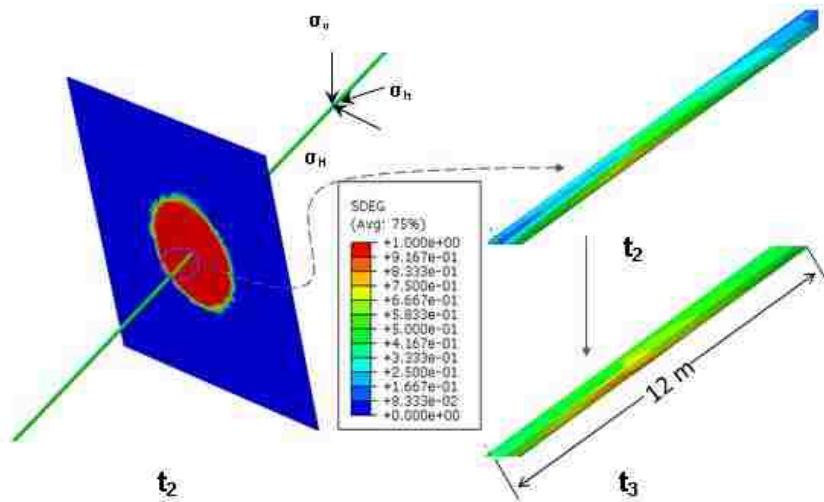 σᵥ
σₕ
σ_H
SDEG
(Avg: 75%)
+1.000e+00
+9.167e-01
+8.333e-01
+7.500e-01
+6.667e-01
+5.833e-01
+5.000e-01
+4.167e-01
+3.333e-01
+2.500e-01
+1.667e-01
+8.333e-02
+0.000e+00
t₂
12 m
t₂
t₃